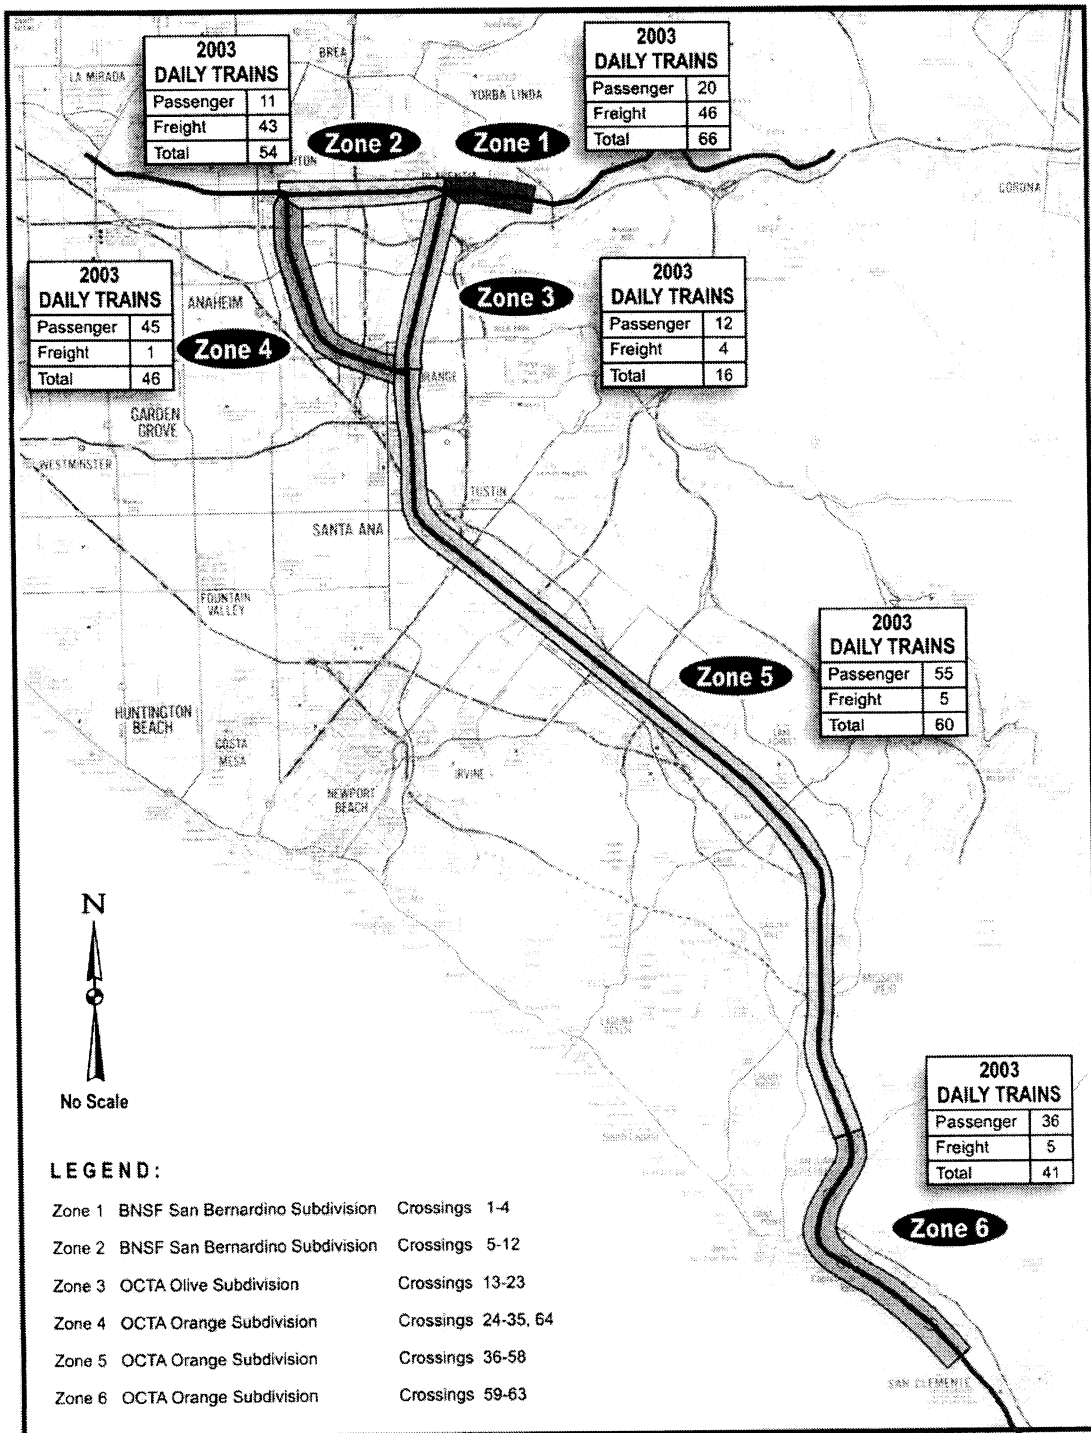 2003
DAILY TRAINS
Passenger 11
Freight 43
Total 54
2003
DAILY TRAINS
Passenger 20
Freight 46
Total 66
BREA
LA MIRADA
YORBA LINDA
Zone 2
Zone 1
CORONA
2003
DAILY TRAINS
Passenger 45
Freight 1
Total 46
ANAHEIM
Zone 3
Zone 4
2003
DAILY TRAINS
Passenger 12
Freight 4
Total 16
GARDEN
GROVE
WESTMINSTER
TUSTIN
SANTA ANA
FOUNTAIN
VALLEY
2003
DAILY TRAINS
Passenger 55
Freight 5
Total 60
Zone 5
HUNTINGTON
BEACH
COSTA
MESA
IRVINE
NEWPORT
BEACH
N
No Scale
MISSION
VIEJO
LAGUNA
BEACH
2003
DAILY TRAINS
Passenger 36
Freight 5
Total 41
Zone 6
SAN CLEMENTE
LEGEND:
Zone 1 BNSF San Bernardino Subdivision Crossings 1-4
Zone 2 BNSF San Bernardino Subdivision Crossings 5-12
Zone 3 OCTA Olive Subdivision Crossings 13-23
Zone 4 OCTA Orange Subdivision Crossings 24-35, 64
Zone 5 OCTA Orange Subdivision Crossings 36-58
Zone 6 OCTA Orange Subdivision Crossings 59-63